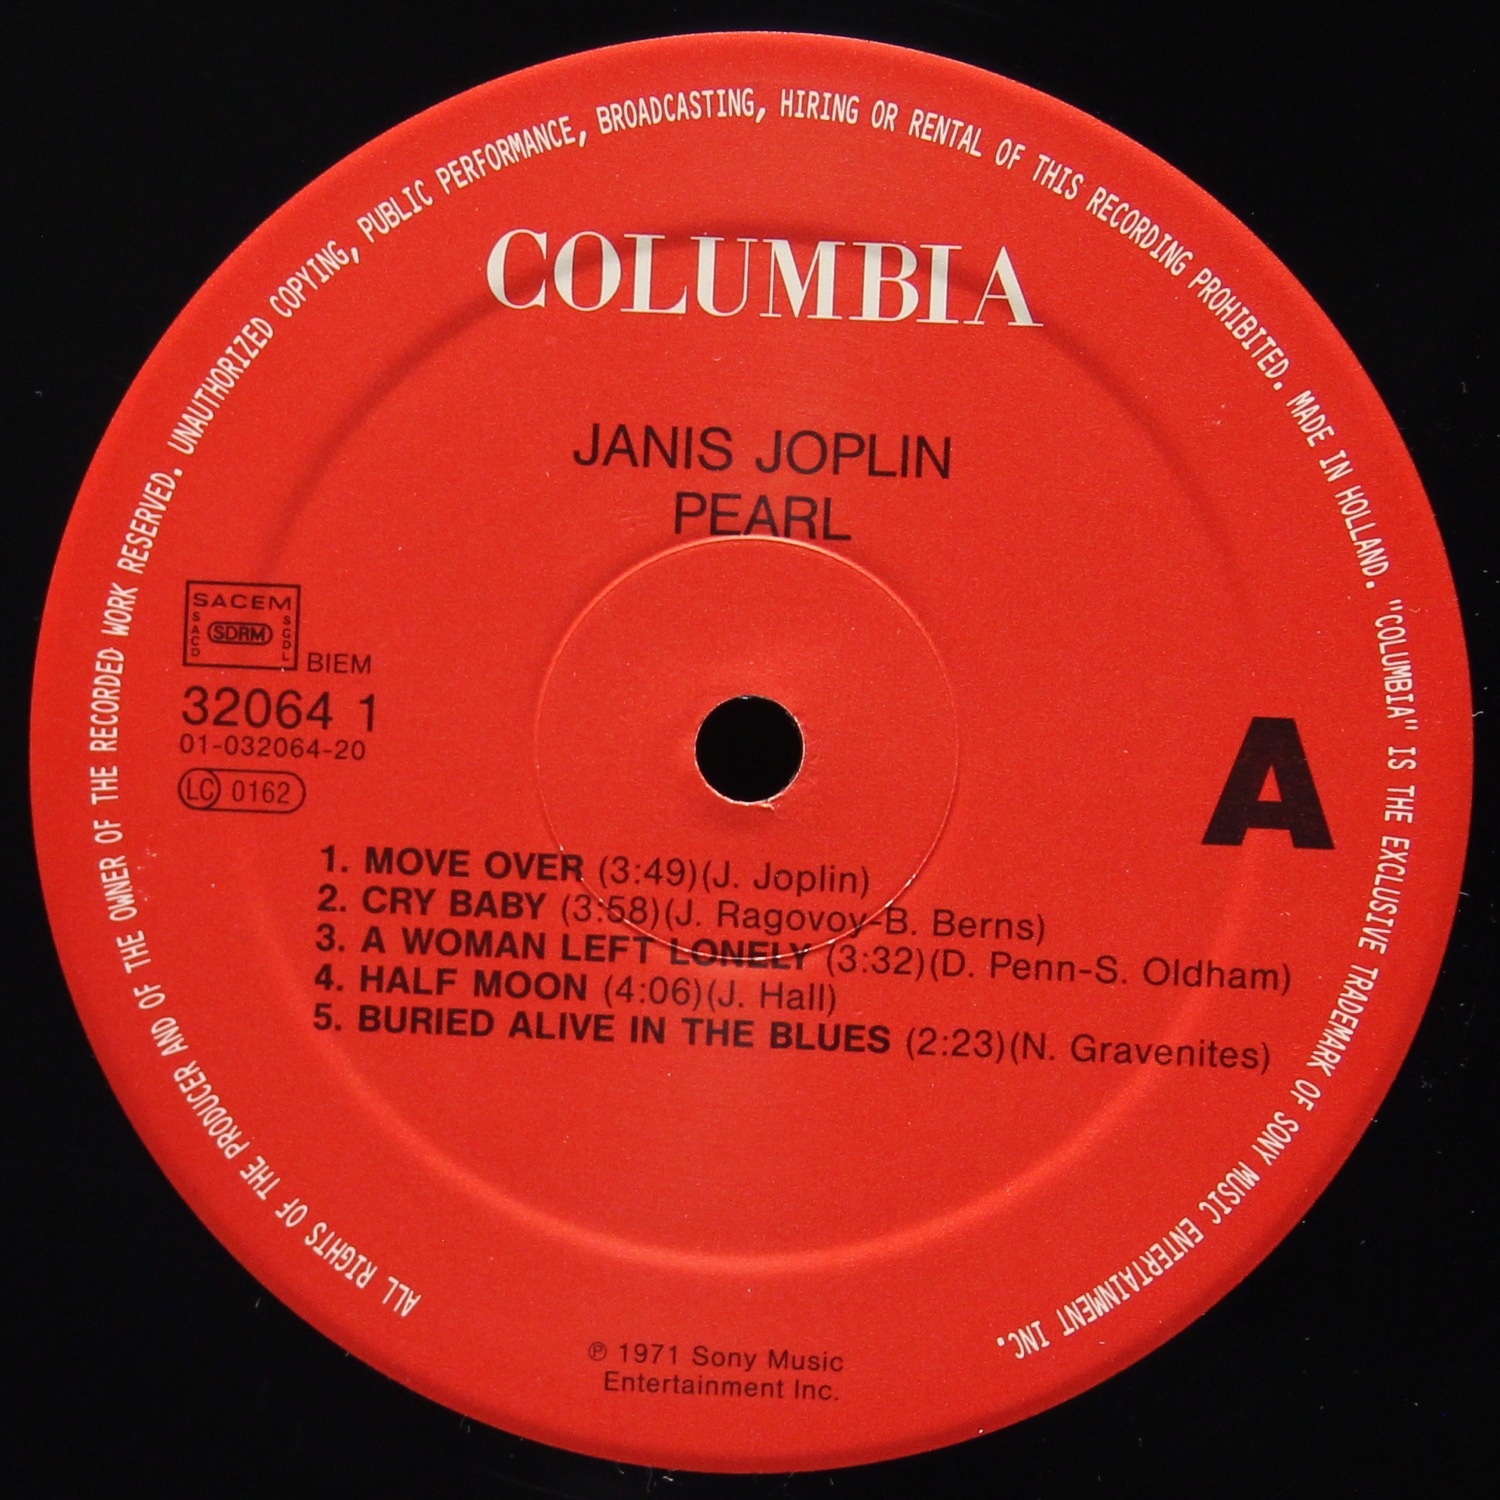 ALL RIGHTS OF THE PRODUCER AND OF THE OWNER OF THE RECORDED WORK RESERVED. UNAUTHORIZED COPYING, PUBLIC PERFORMANCE, BROADCASTING, HIRING OR RENTAL OF THIS RECORDING PROHIBITED. MADE IN HOLLAND. "COLUMBIA" IS THE EXCLUSIVE TRADEMARK OF SONY MUSIC ENTERTAINMENT INC.
COLUMBIA
JANIS JOPLIN
PEARL
SACEM
SACD
SDRM
SGDL
BIEM
32064 1
01-032064-20
LC 0162
A
1. MOVE OVER (3:49)(J. Joplin)
2. CRY BABY (3:58)(J. Ragovoy-B. Berns)
3. A WOMAN LEFT LONELY (3:32)(D. Penn-S. Oldham)
4. HALF MOON (4:06)(J. Hall)
5. BURIED ALIVE IN THE BLUES (2:23)(N. Gravenites)
℗ 1971 Sony Music
Entertainment Inc.